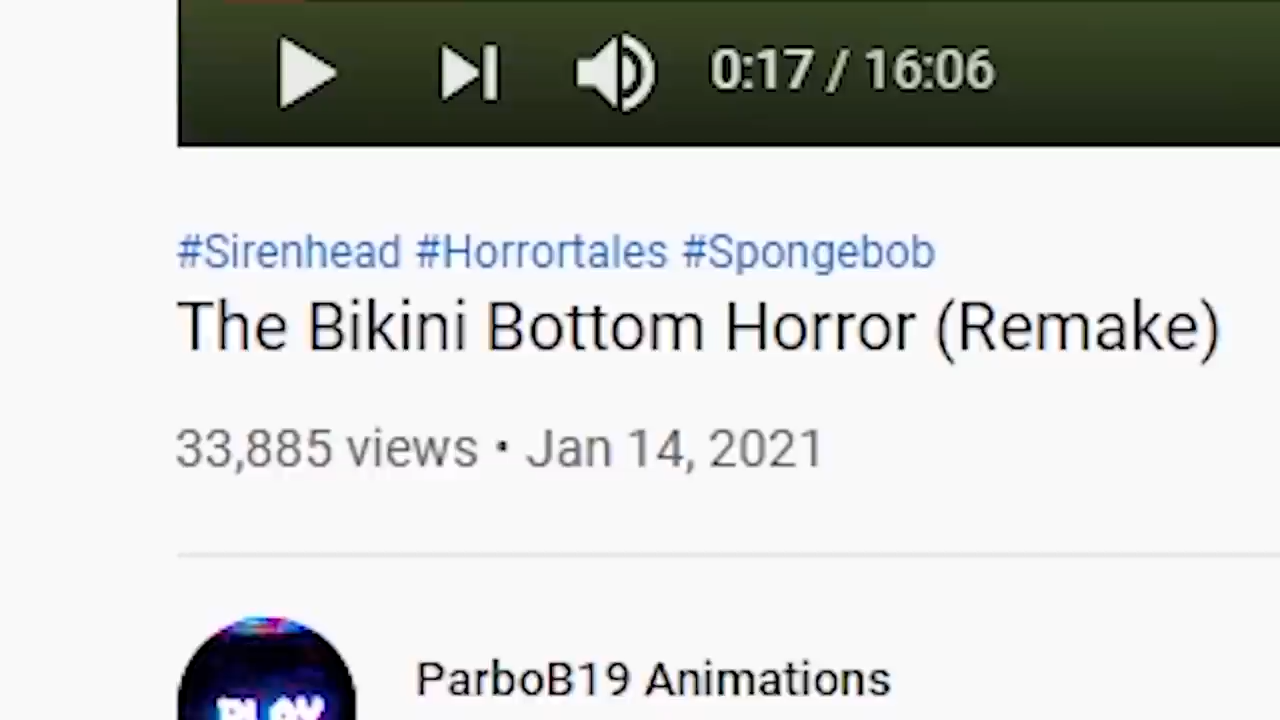 0:17 / 16:06
#Sirenhead #Horrortales #Spongebob
The Bikini Bottom Horror (Remake)
33,885 views • Jan 14, 2021
ParboB19 Animations
PLAY